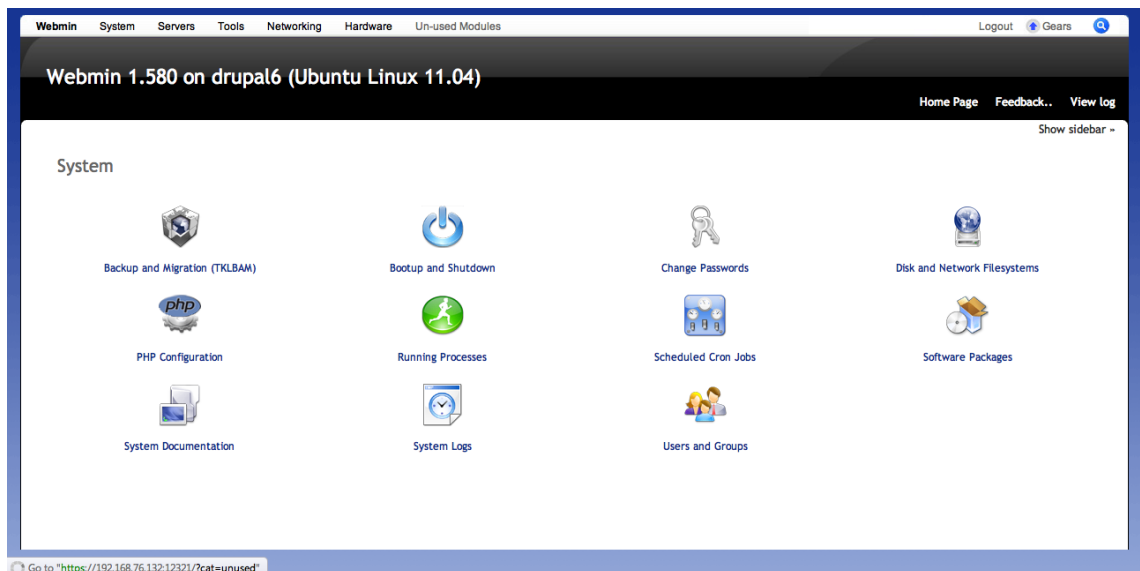 Webmin System Servers Tools Networking Hardware Un-used Modules Logout Gears
Webmin 1.580 on drupal6 (Ubuntu Linux 11.04)
Home Page Feedback.. View log
Show sidebar »
System
Backup and Migration (TKLBAM) Bootup and Shutdown Change Passwords Disk and Network Filesystems
php
PHP Configuration Running Processes Scheduled Cron Jobs Software Packages
System Documentation System Logs Users and Groups
Go to "https://192.168.76.132:12321/?cat=unused"